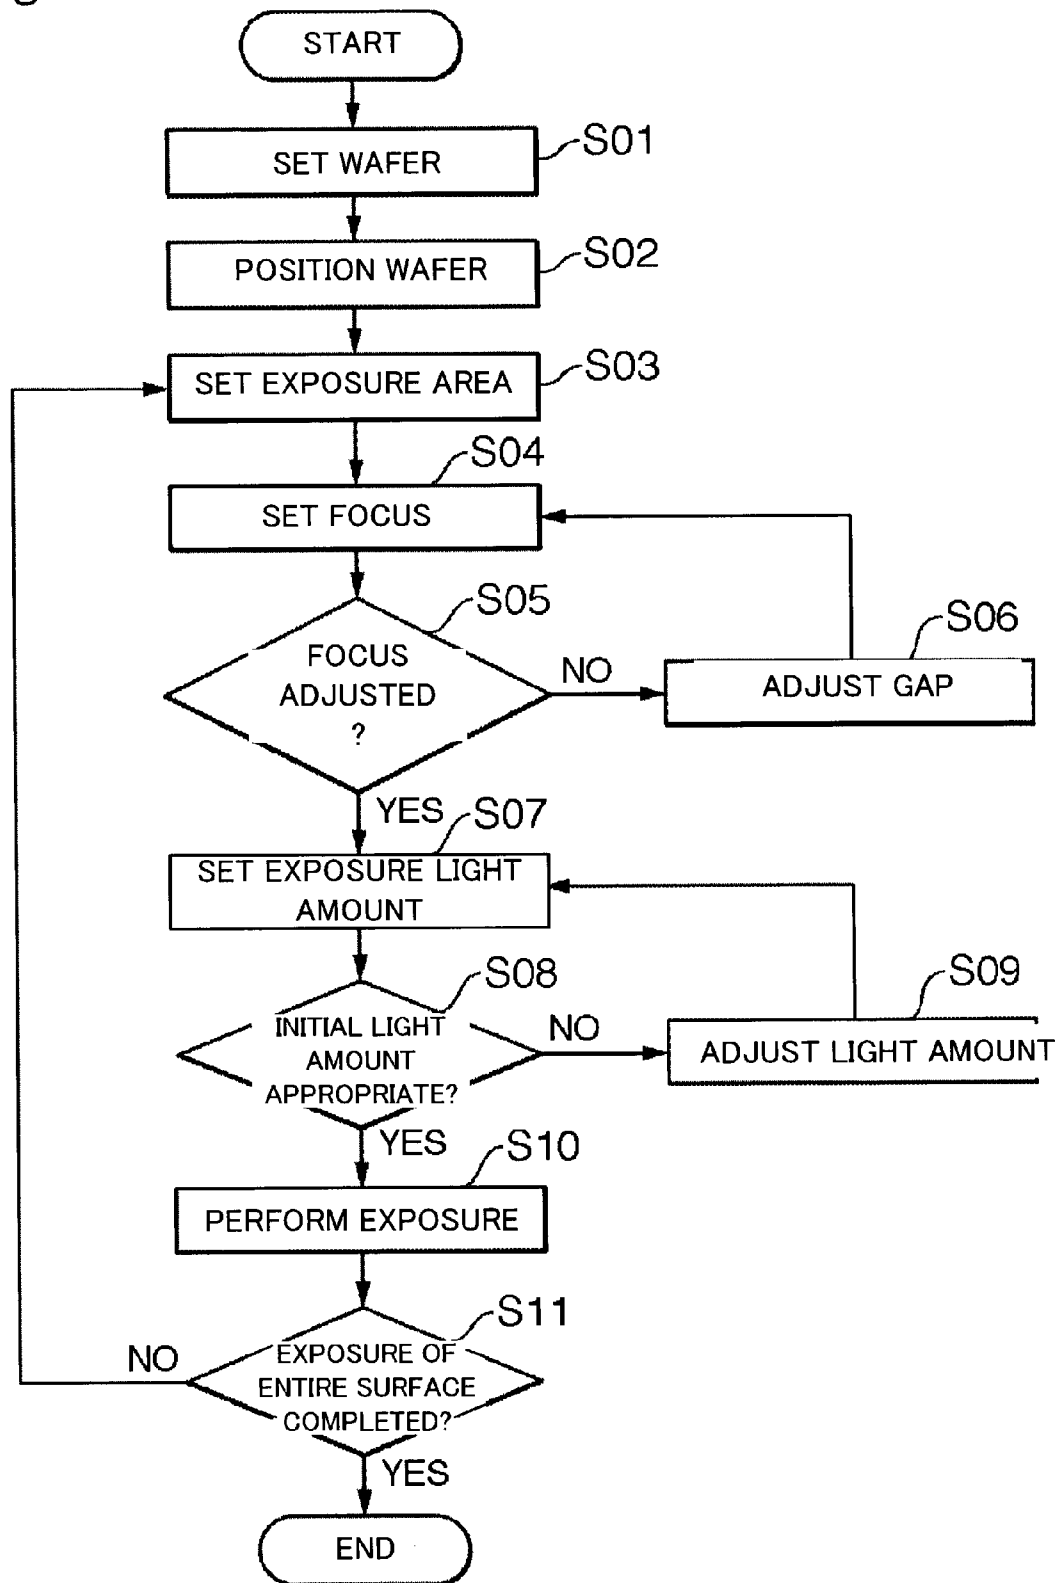 START
SET WAFER
S01
POSITION WAFER
S02
SET EXPOSURE AREA
S03
S04
SET FOCUS
S05
FOCUS
ADJUSTED
?
NO
S06
ADJUST GAP
YES
S07
SET EXPOSURE LIGHT
AMOUNT
S08
INITIAL LIGHT
AMOUNT
APPROPRIATE?
NO
S09
ADJUST LIGHT AMOUNT
YES
S10
PERFORM EXPOSURE
S11
EXPOSURE OF
ENTIRE SURFACE
COMPLETED?
NO
YES
END